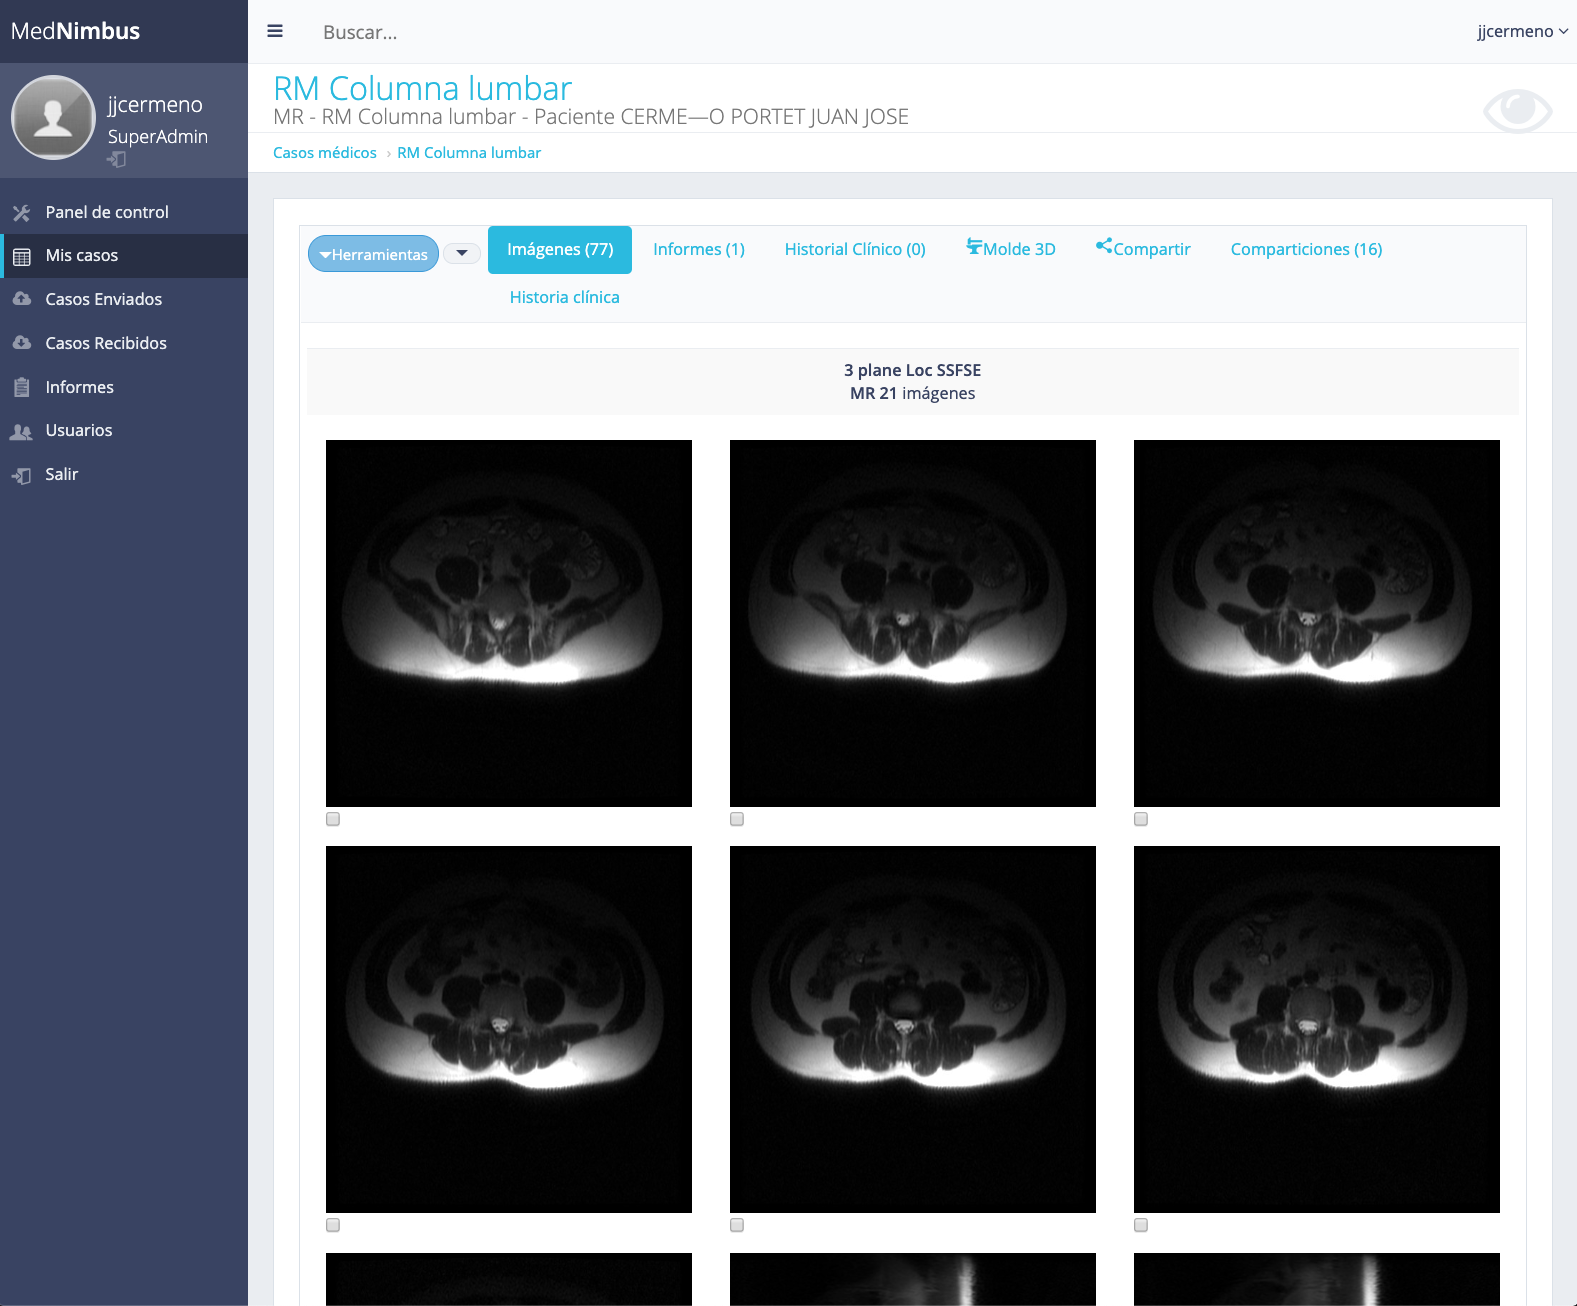 MedNimbus
Buscar...
jjcermeno
jjcermeno
SuperAdmin
RM Columna lumbar
MR - RM Columna lumbar - Paciente CERME—O PORTET JUAN JOSE
Casos médicos › RM Columna lumbar
Panel de control
Mis casos
Casos Enviados
Casos Recibidos
Informes
Usuarios
Salir
Herramientas
Imágenes (77)
Informes (1)
Historial Clínico (0)
Molde 3D
Compartir
Comparticiones (16)
Historia clínica
3 plane Loc SSFSE
MR 21 imágenes